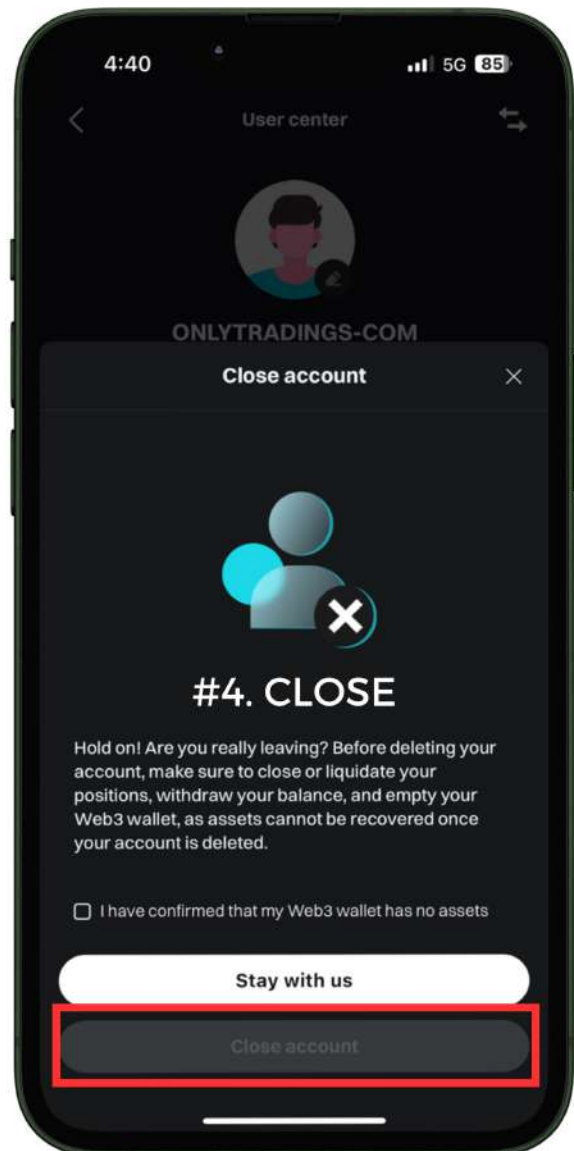 4:40
5G 85
User center
ONLYTRADINGS-COM
Close account
#4. CLOSE
Hold on! Are you really leaving? Before deleting your
account, make sure to close or liquidate your
positions, withdraw your balance, and empty your
Web3 wallet, as assets cannot be recovered once
your account is deleted.
I have confirmed that my Web3 wallet has no assets
Stay with us
Close account